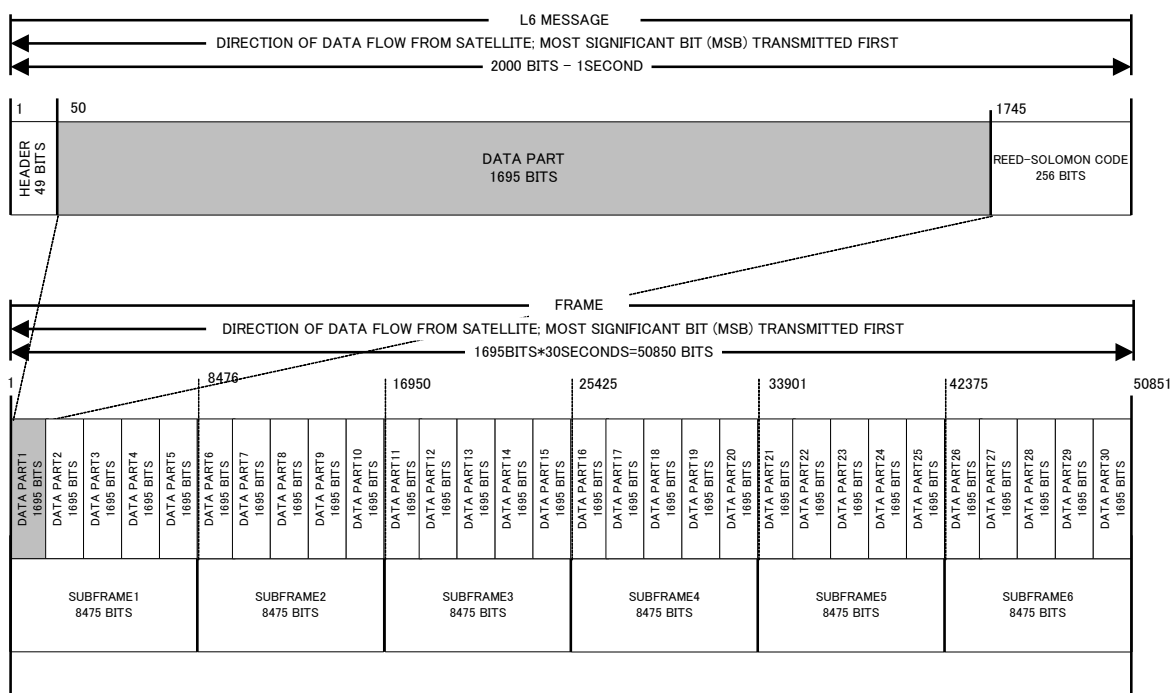 L6 MESSAGE
DIRECTION OF DATA FLOW FROM SATELLITE; MOST SIGNIFICANT BIT (MSB) TRANSMITTED FIRST
2000 BITS - 1SECOND
1
50
1745
HEADER
49 BITS
DATA PART
1695 BITS
REED-SOLOMON CODE
256 BITS
FRAME
DIRECTION OF DATA FLOW FROM SATELLITE; MOST SIGNIFICANT BIT (MSB) TRANSMITTED FIRST
1695BITS*30SECONDS=50850 BITS
1
8476
16950
25425
33901
42375
50851
DATA PART1
1695 BITS
DATA PART2
1695 BITS
DATA PART3
1695 BITS
DATA PART4
1695 BITS
DATA PART5
1695 BITS
DATA PART6
1695 BITS
DATA PART7
1695 BITS
DATA PART8
1695 BITS
DATA PART9
1695 BITS
DATA PART10
1695 BITS
DATA PART11
1695 BITS
DATA PART12
1695 BITS
DATA PART13
1695 BITS
DATA PART14
1695 BITS
DATA PART15
1695 BITS
DATA PART16
1695 BITS
DATA PART17
1695 BITS
DATA PART18
1695 BITS
DATA PART19
1695 BITS
DATA PART20
1695 BITS
DATA PART21
1695 BITS
DATA PART22
1695 BITS
DATA PART23
1695 BITS
DATA PART24
1695 BITS
DATA PART25
1695 BITS
DATA PART26
1695 BITS
DATA PART27
1695 BITS
DATA PART28
1695 BITS
DATA PART29
1695 BITS
DATA PART30
1695 BITS
SUBFRAME1
8475 BITS
SUBFRAME2
8475 BITS
SUBFRAME3
8475 BITS
SUBFRAME4
8475 BITS
SUBFRAME5
8475 BITS
SUBFRAME6
8475 BITS